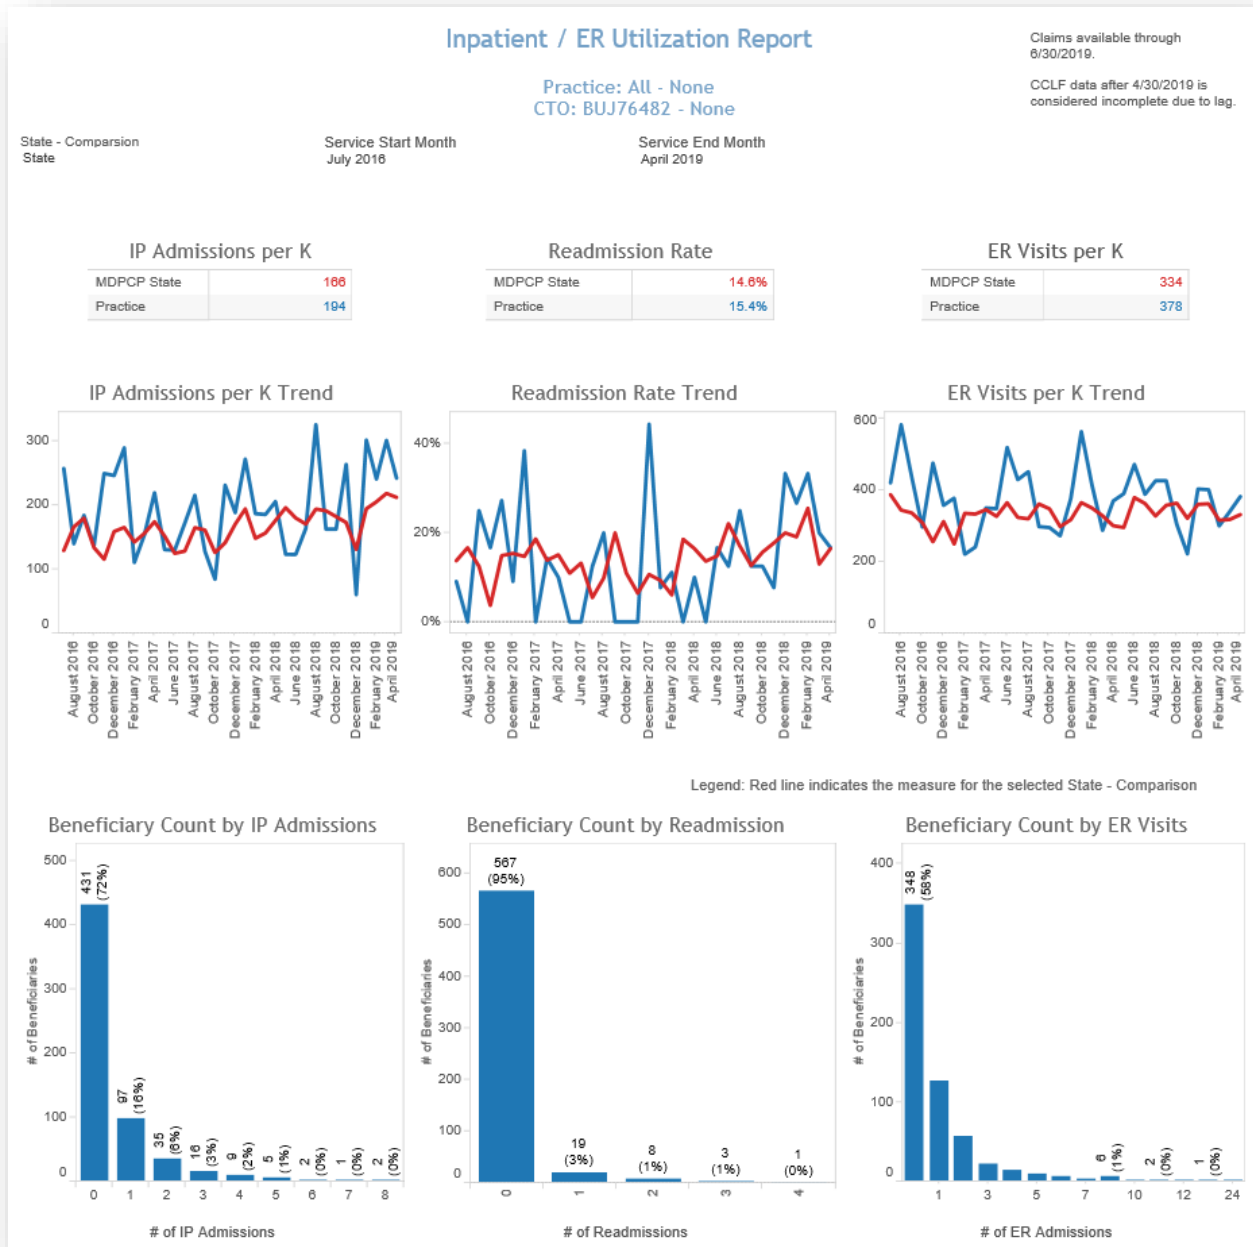 Inpatient / ER Utilization Report
Claims available through
6/30/2019.
CCLF data after 4/30/2019 is
considered incomplete due to lag.
Practice: All - None
CTO: BUJ76482 - None
State - Comparsion
State
Service Start Month
July 2016
Service End Month
April 2019
IP Admissions per K
MDPCP State 166
Practice 194
Readmission Rate
MDPCP State 14.6%
Practice 15.4%
ER Visits per K
MDPCP State 334
Practice 378
IP Admissions per K Trend
300
200
100
0
August 2016
October 2016
December 2016
February 2017
April 2017
June 2017
August 2017
October 2017
December 2017
February 2018
April 2018
June 2018
August 2018
October 2018
December 2018
February 2019
April 2019
Readmission Rate Trend
40%
20%
0%
August 2016
October 2016
December 2016
February 2017
April 2017
June 2017
August 2017
October 2017
December 2017
February 2018
April 2018
June 2018
August 2018
October 2018
December 2018
February 2019
April 2019
ER Visits per K Trend
600
400
200
0
August 2016
October 2016
December 2016
February 2017
April 2017
June 2017
August 2017
October 2017
December 2017
February 2018
April 2018
June 2018
August 2018
October 2018
December 2018
February 2019
April 2019
Legend: Red line indicates the measure for the selected State - Comparison
Beneficiary Count by IP Admissions
# of Beneficiaries
500
400
300
200
100
0
431
(72%)
97
(16%)
35
(6%)
16
(3%)
9
(2%)
5
(1%)
2
(0%)
1
(0%)
2
(0%)
0 1 2 3 4 5 6 7 8
# of IP Admissions
Beneficiary Count by Readmission
# of Beneficiaries
600
500
400
300
200
100
0
567
(95%)
19
(3%)
8
(1%)
3
(1%)
1
(0%)
0 1 2 3 4
# of Readmissions
Beneficiary Count by ER Visits
# of Beneficiaries
400
300
200
100
0
348
(58%)
6
(1%)
2
(0%)
1
(0%)
1 3 5 7 10 12 24
# of ER Admissions